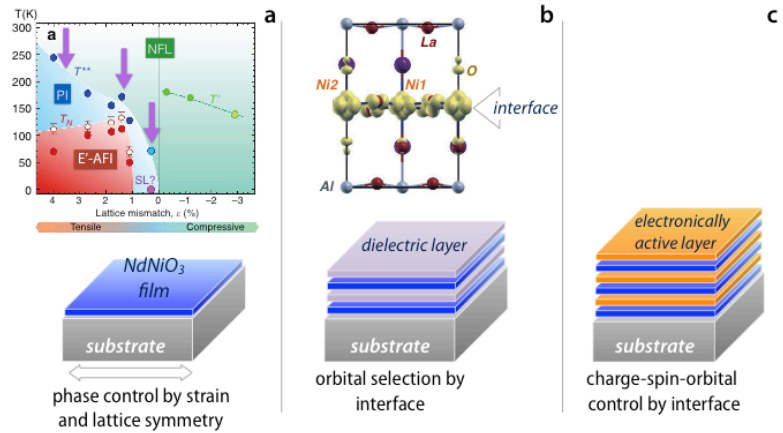 a
T(K)
a
NFL
300
250
200
150
100
50
0
T**
PI
T_N
T*
E'-AFI
SL?
4 3 2 1 0 −1 −2 −3
Lattice mismatch, ε (%)
Tensile Compressive
NdNiO3
film
substrate
phase control by strain
and lattice symmetry
b
La
O
Ni2 Ni1
interface
Al
dielectric layer
substrate
orbital selection by
interface
c
electronically
active layer
substrate
charge-spin-orbital
control by interface